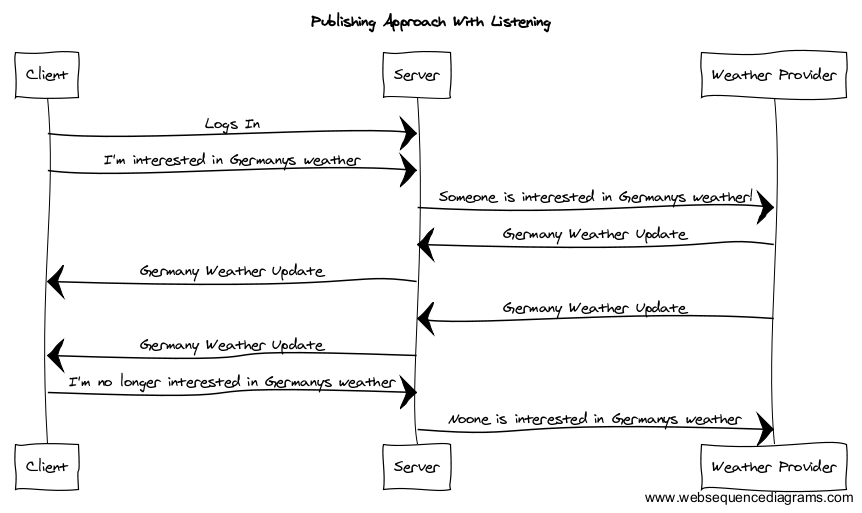 Publishing Approach With Listening
Client
Server
Weather Provider
Logs In
I'm interested in Germanys weather
Someone is interested in Germanys weather!
Germany Weather Update
Germany Weather Update
Germany Weather Update
Germany Weather Update
I'm no longer interested in Germanys weather
Noone is interested in Germanys weather
Client
Server
Weather Provider
www.websequencediagrams.com